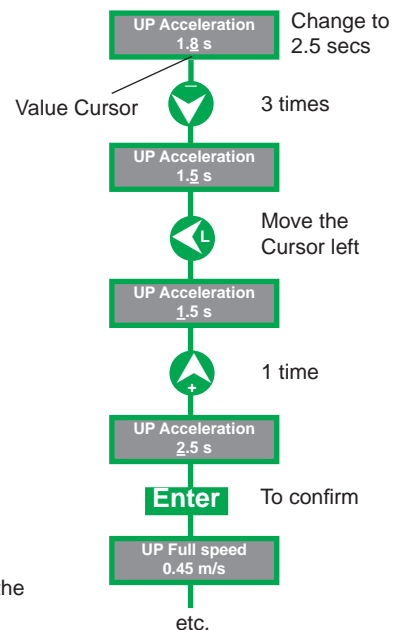 UP Acceleration
1.8 s
Change to
2.5 secs
Value Cursor
–
3 times
UP Acceleration
1.5 s
L
Move the
Cursor left
UP Acceleration
1.5 s
+
1 time
UP Acceleration
2.5 s
Enter
To confirm
UP Full speed
0.45 m/s
the
etc.